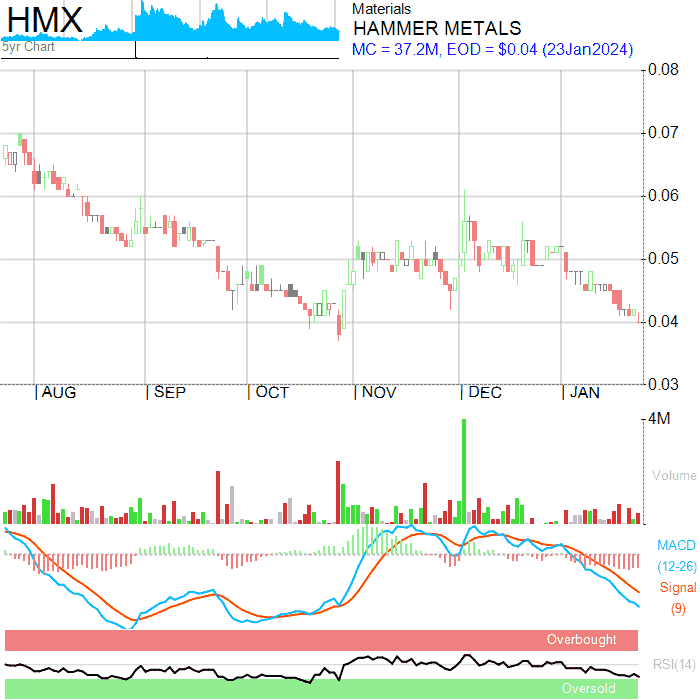 HMX
5yr Chart
Materials
HAMMER METALS
MC = 37.2M, EOD = $0.04 (23Jan2024)
0.08
0.07
0.06
0.05
0.04
0.03
AUG SEP OCT NOV DEC JAN
4M
Volume
MACD
(12-26)
Signal
(9)
Overbought
RSI(14)
Oversold